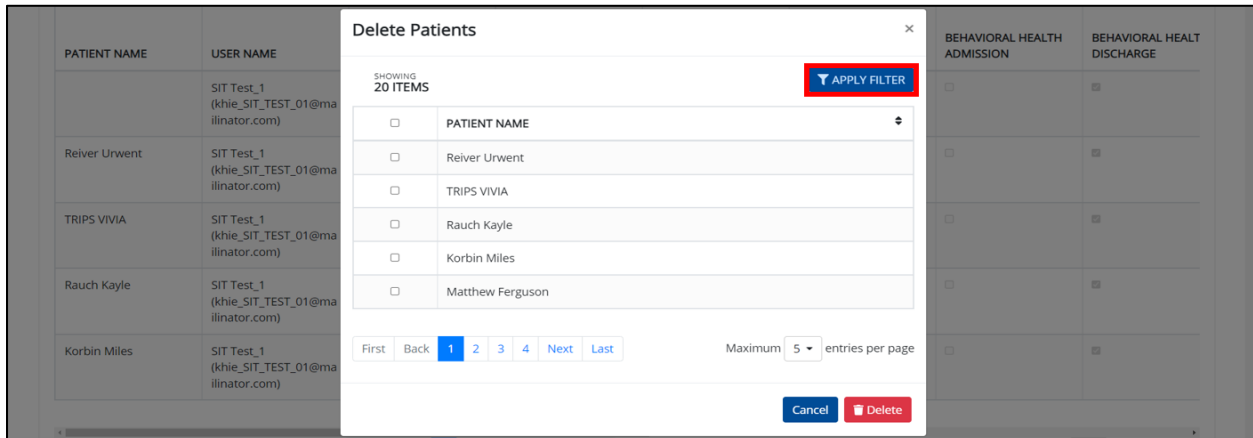 Delete Patients
×
SHOWING
20 ITEMS
APPLY FILTER
PATIENT NAME
Reiver Urwent
TRIPS VIVIA
Rauch Kayle
Korbin Miles
Matthew Ferguson
First Back 1 2 3 4 Next Last
Maximum 5 entries per page
Cancel Delete
PATIENT NAME USER NAME
BEHAVIORAL HEALTH
ADMISSION
BEHAVIORAL HEALT
DISCHARGE
SIT Test_1
(khie_SIT_TEST_01@ma
ilinator.com)
Reiver Urwent
SIT Test_1
(khie_SIT_TEST_01@ma
ilinator.com)
TRIPS VIVIA
SIT Test_1
(khie_SIT_TEST_01@ma
ilinator.com)
Rauch Kayle
SIT Test_1
(khie_SIT_TEST_01@ma
ilinator.com)
Korbin Miles
SIT Test_1
(khie_SIT_TEST_01@ma
ilinator.com)